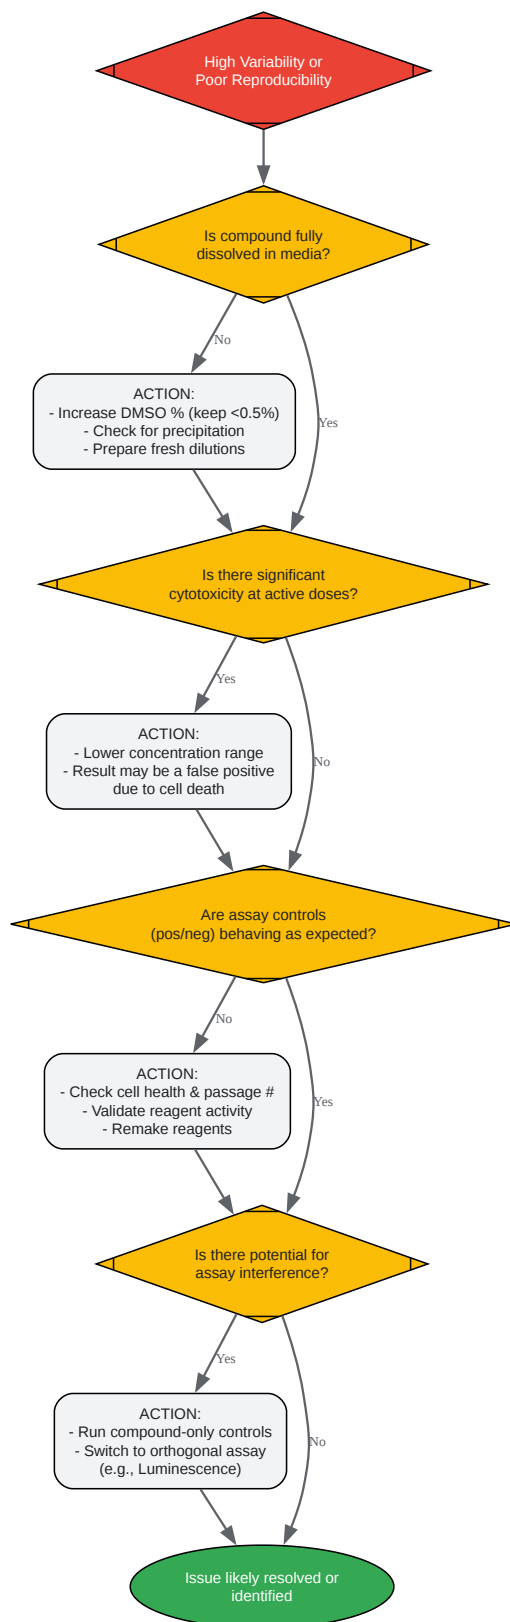 High Variability or
Poor Reproducibility
Is compound fully
dissolved in media?
No
Yes
ACTION:
- Increase DMSO % (keep <0.5%)
- Check for precipitation
- Prepare fresh dilutions
Is there significant
cytotoxicity at active doses?
Yes
No
ACTION:
- Lower concentration range
- Result may be a false positive
due to cell death
Are assay controls
(pos/neg) behaving as expected?
No
Yes
ACTION:
- Check cell health & passage #
- Validate reagent activity
- Remake reagents
Is there potential for
assay interference?
Yes
No
ACTION:
- Run compound-only controls
- Switch to orthogonal assay
(e.g., Luminescence)
Issue likely resolved or
identified